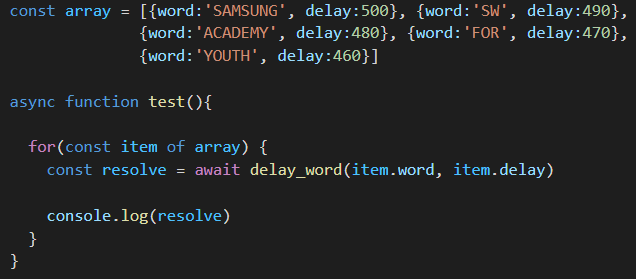 const array = [{word:'SAMSUNG', delay:500}, {word:'SW', delay:490},
{word:'ACADEMY', delay:480}, {word:'FOR', delay:470},
{word:'YOUTH', delay:460}]
async function test(){
for(const item of array) {
const resolve = await delay_word(item.word, item.delay)
console.log(resolve)
}
}